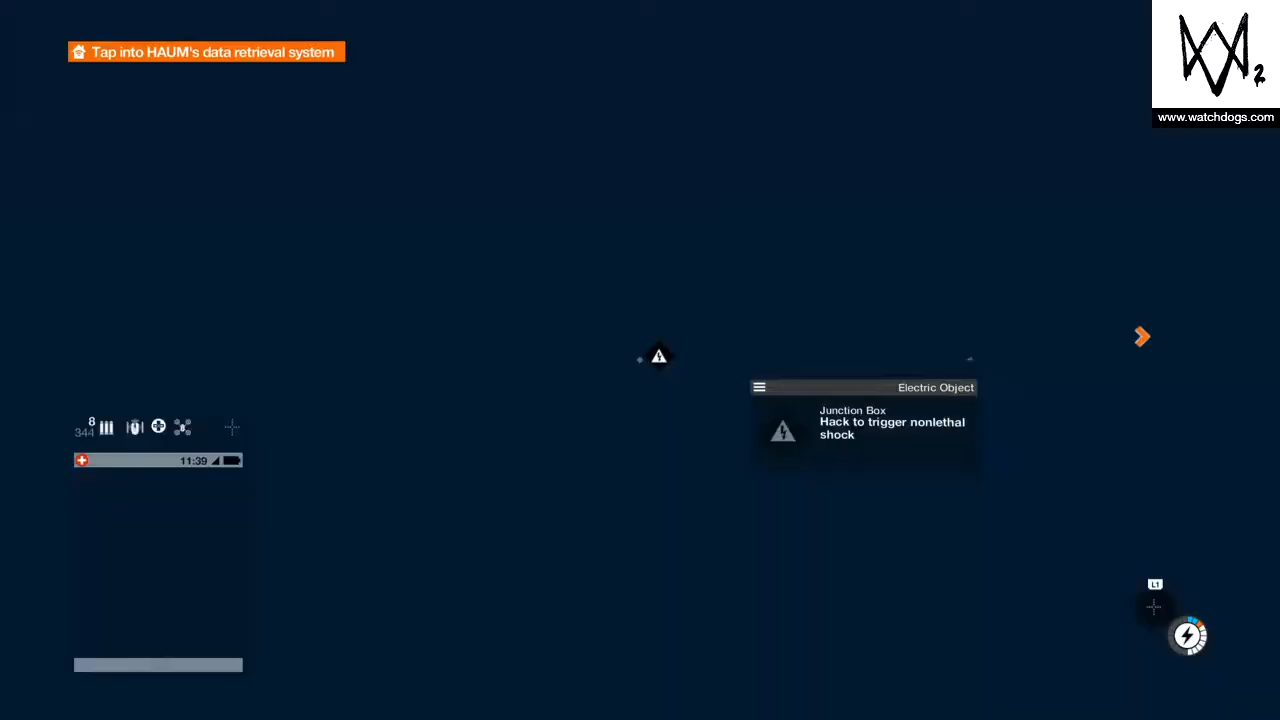 Tap into HAUM's data retrieval system
2
www.watchdogs.com
Electric Object
Junction Box
Hack to trigger nonlethal
shock
8
344
11:39
L1